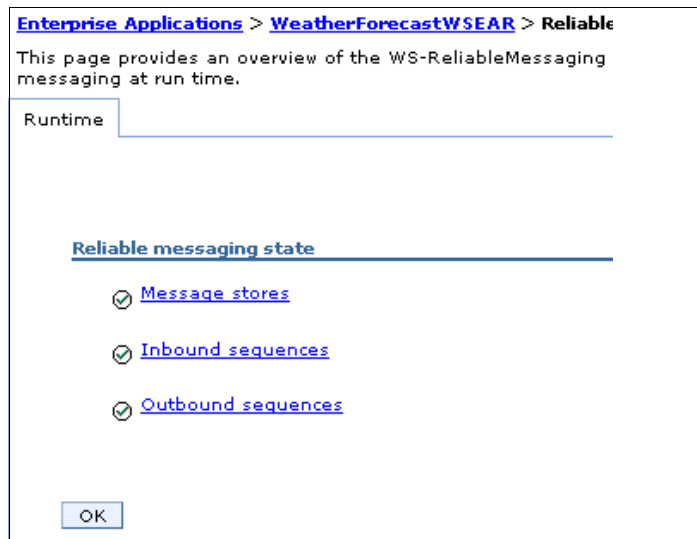 Enterprise Applications > WeatherForecastWSEAR > Reliable
This page provides an overview of the WS-ReliableMessaging
messaging at run time.
Runtime
Reliable messaging state
Message stores
Inbound sequences
Outbound sequences
OK